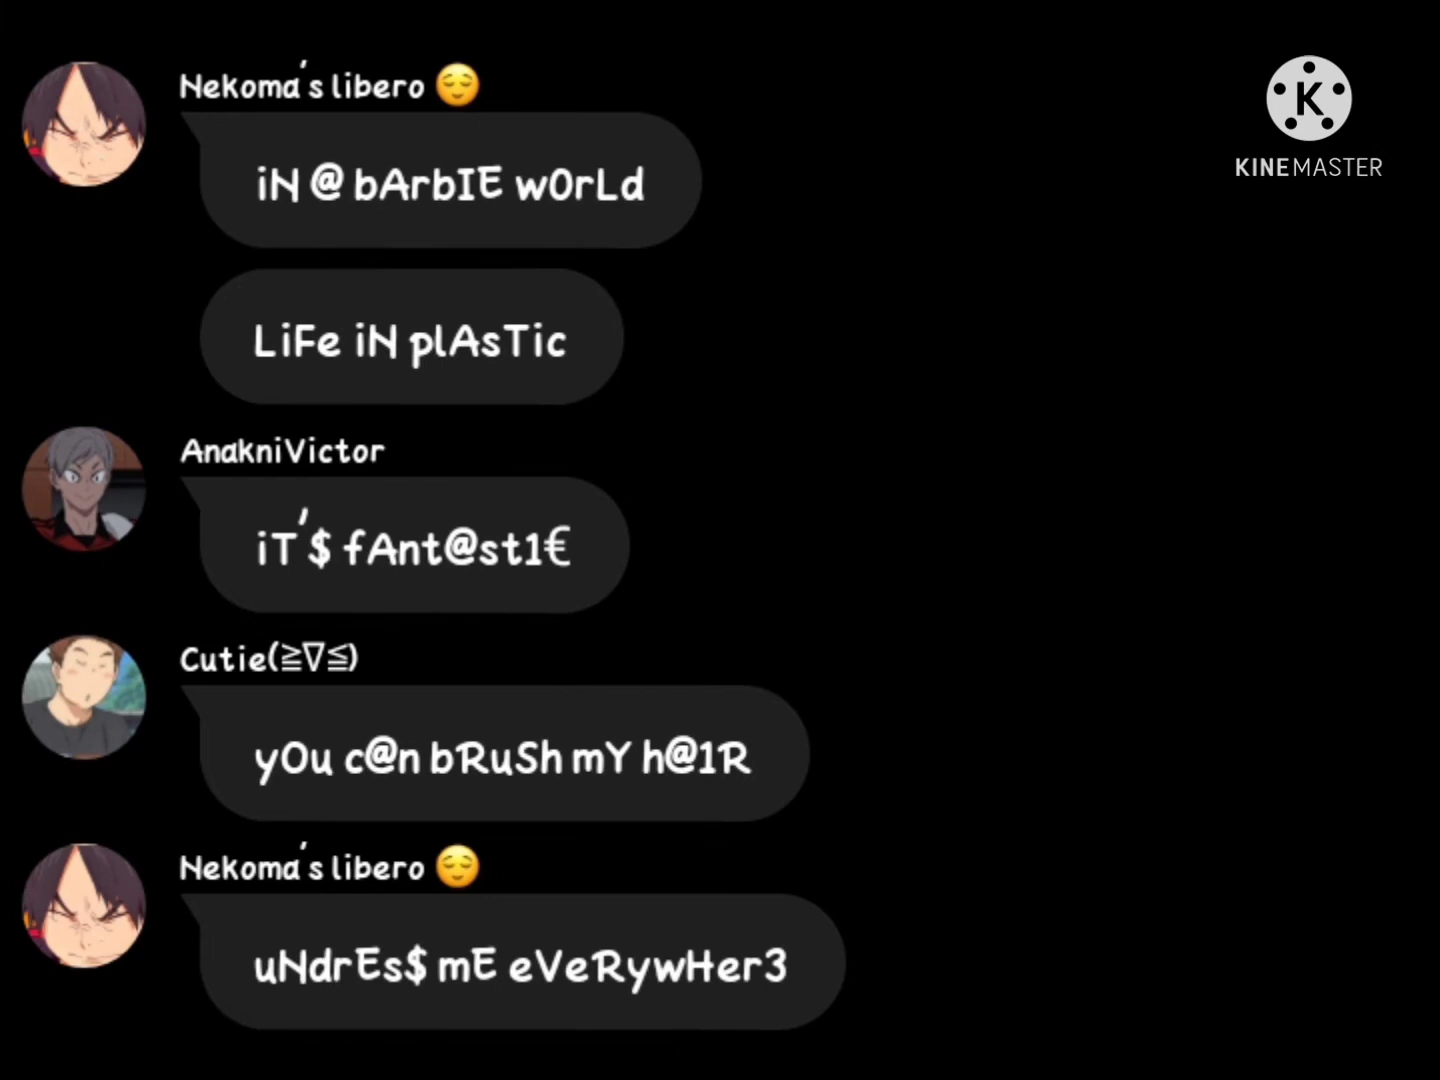 Nekoma's libero 😌
iN @ bArbIE w0rLd
LiFe iN plAsTic
AnakniVictor
iT'$ fAnt@st1€
Cutie(≧∇≦)
yOu c@n bRuSh mY h@1R
Nekoma's libero 😌
uNdrEs$ mE eVeRywHer3
K
KINEMASTER